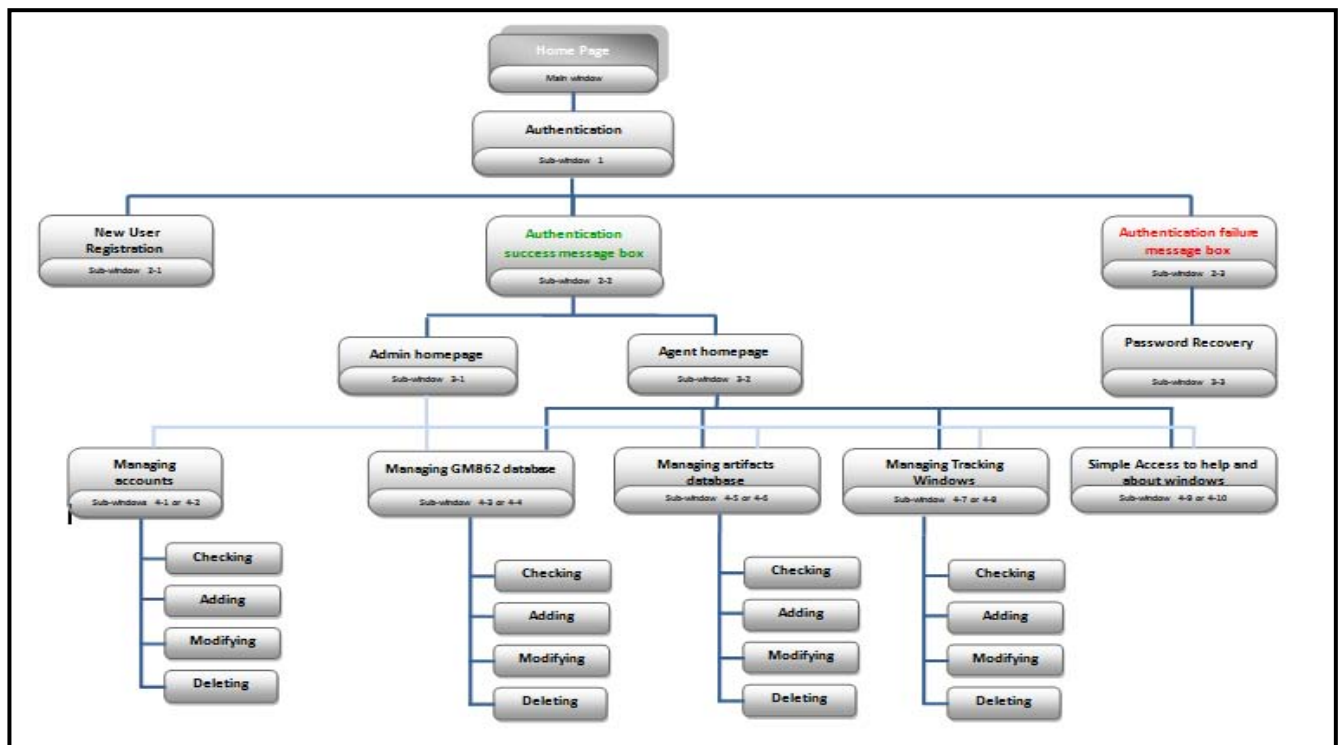 Home Page
Main window
Authentication
Sub-window 1
New User
Registration
Sub-window 2-1
Authentication
success message box
Sub-window 2-2
Authentication failure
message box
Sub-window 2-3
Admin homepage
Sub-window 3-1
Agent homepage
Sub-window 3-2
Password Recovery
Sub-window 3-3
Managing
accounts
Sub-windows 4-1 or 4-2
Managing GM862 database
Sub-window 4-3 or 4-4
Managing artifacts
database
Sub-window 4-5 or 4-6
Managing Tracking
Windows
Sub-window 4-7 or 4-8
Simple Access to help and
about windows
Sub-window 4-9 or 4-10
Checking
Adding
Modifying
Deleting
Checking
Adding
Modifying
Deleting
Checking
Adding
Modifying
Deleting
Checking
Adding
Modifying
Deleting